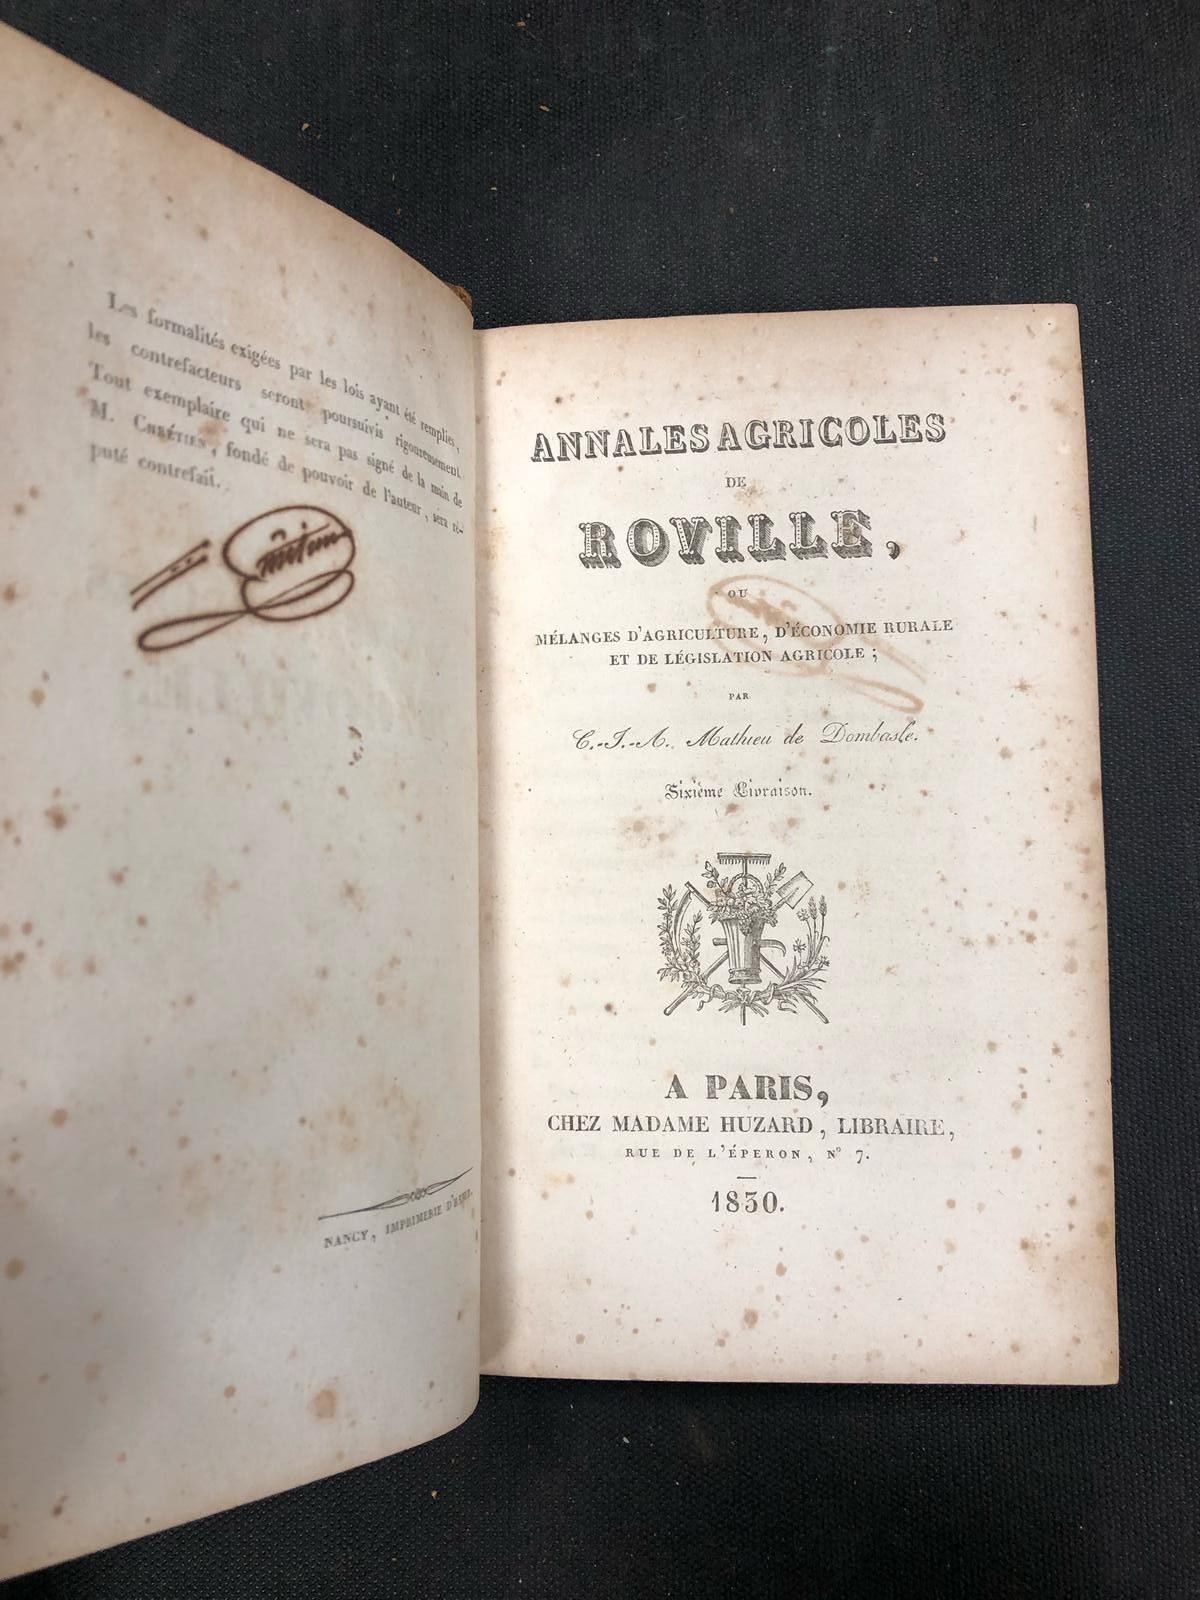 Les formalités exigées par les lois ayant été remplies,
les contrefacteurs seront poursuivis rigoureusement.
Tout exemplaire qui ne sera pas signé de la main de
M. CHRÉTIEN, fondé de pouvoir de l'auteur, sera ré-
puté contrefait.
NANCY, IMPRIMERIE
ANNALES AGRICOLES
DE
ROVILLE,
OU
MÉLANGES D'AGRICULTURE, D'ÉCONOMIE RURALE
ET DE LÉGISLATION AGRICOLE;
PAR
C.-J.-A. Mathieu de Dombasle.
Sixième Livraison.
A PARIS,
CHEZ MADAME HUZARD, LIBRAIRE,
RUE DE L'ÉPERON, N° 7.
1830.